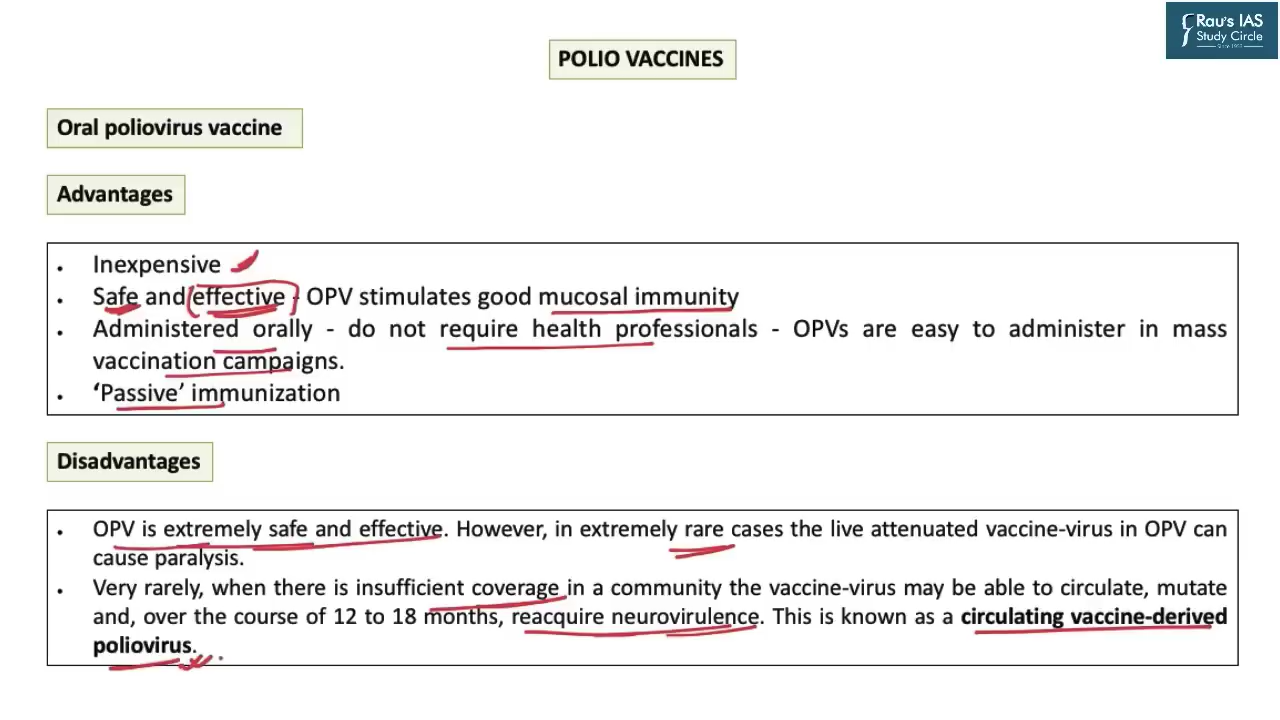 Rau's IAS
Study Circle
POLIO VACCINES
Oral poliovirus vaccine
Advantages
• Inexpensive
• Safe and effective - OPV stimulates good mucosal immunity
• Administered orally - do not require health professionals - OPVs are easy to administer in mass
vaccination campaigns.
• ‘Passive’ immunization
Disadvantages
• OPV is extremely safe and effective. However, in extremely rare cases the live attenuated vaccine-virus in OPV can
cause paralysis.
• Very rarely, when there is insufficient coverage in a community the vaccine-virus may be able to circulate, mutate
and, over the course of 12 to 18 months, reacquire neurovirulence. This is known as a circulating vaccine-derived
poliovirus.